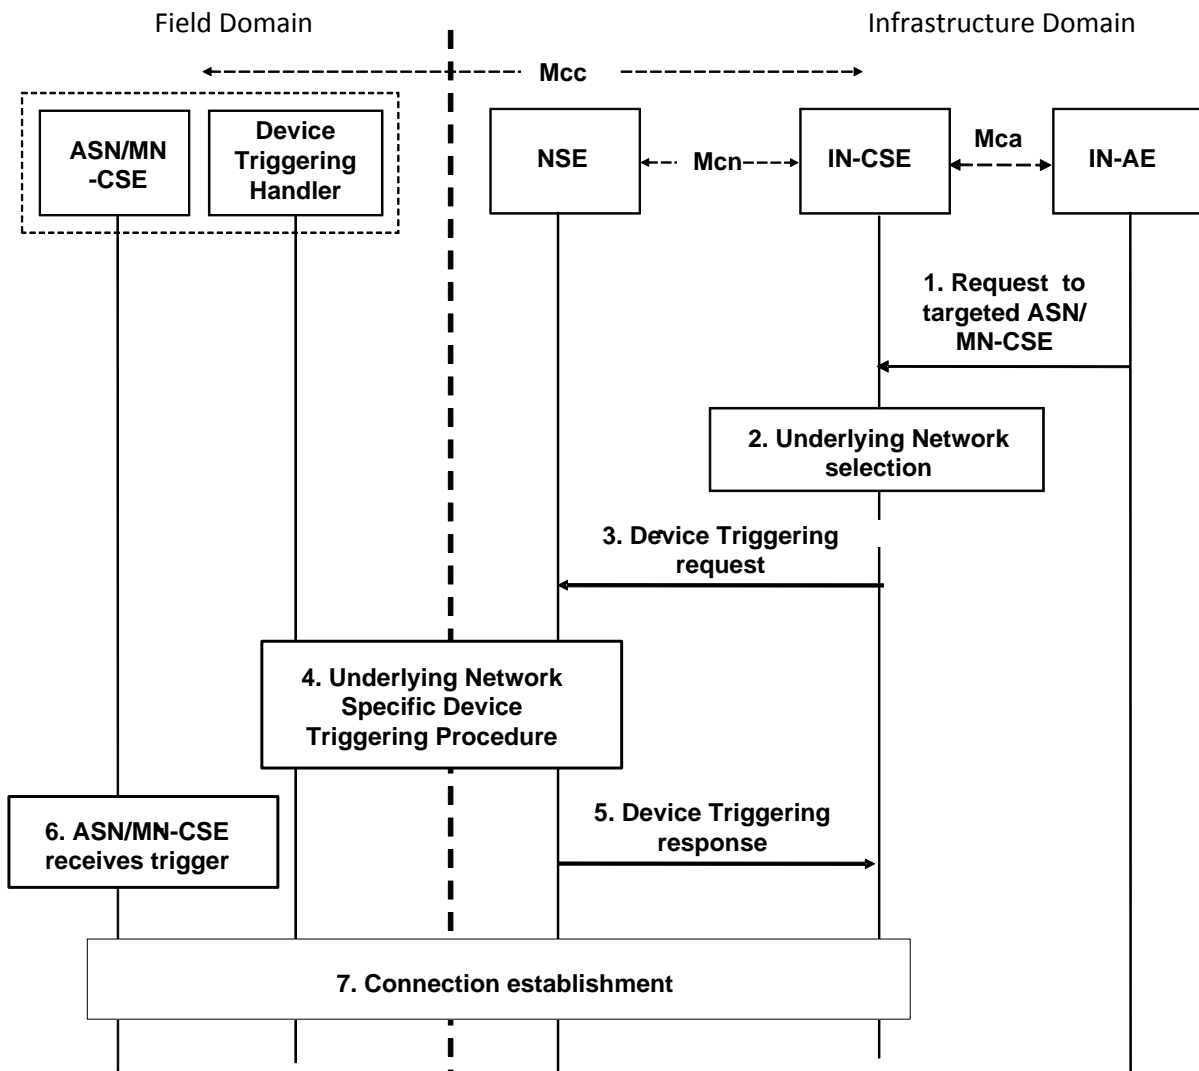 Field Domain
Infrastructure Domain
Mcc
ASN/MN
-CSE
Device
Triggering
Handler
NSE
Mcn
IN-CSE
Mca
IN-AE
1. Request to
targeted ASN/
MN-CSE
2. Underlying Network
selection
3. Device Triggering
request
4. Underlying Network
Specific Device
Triggering Procedure
5. Device Triggering
response
6. ASN/MN-CSE
receives trigger
7. Connection establishment